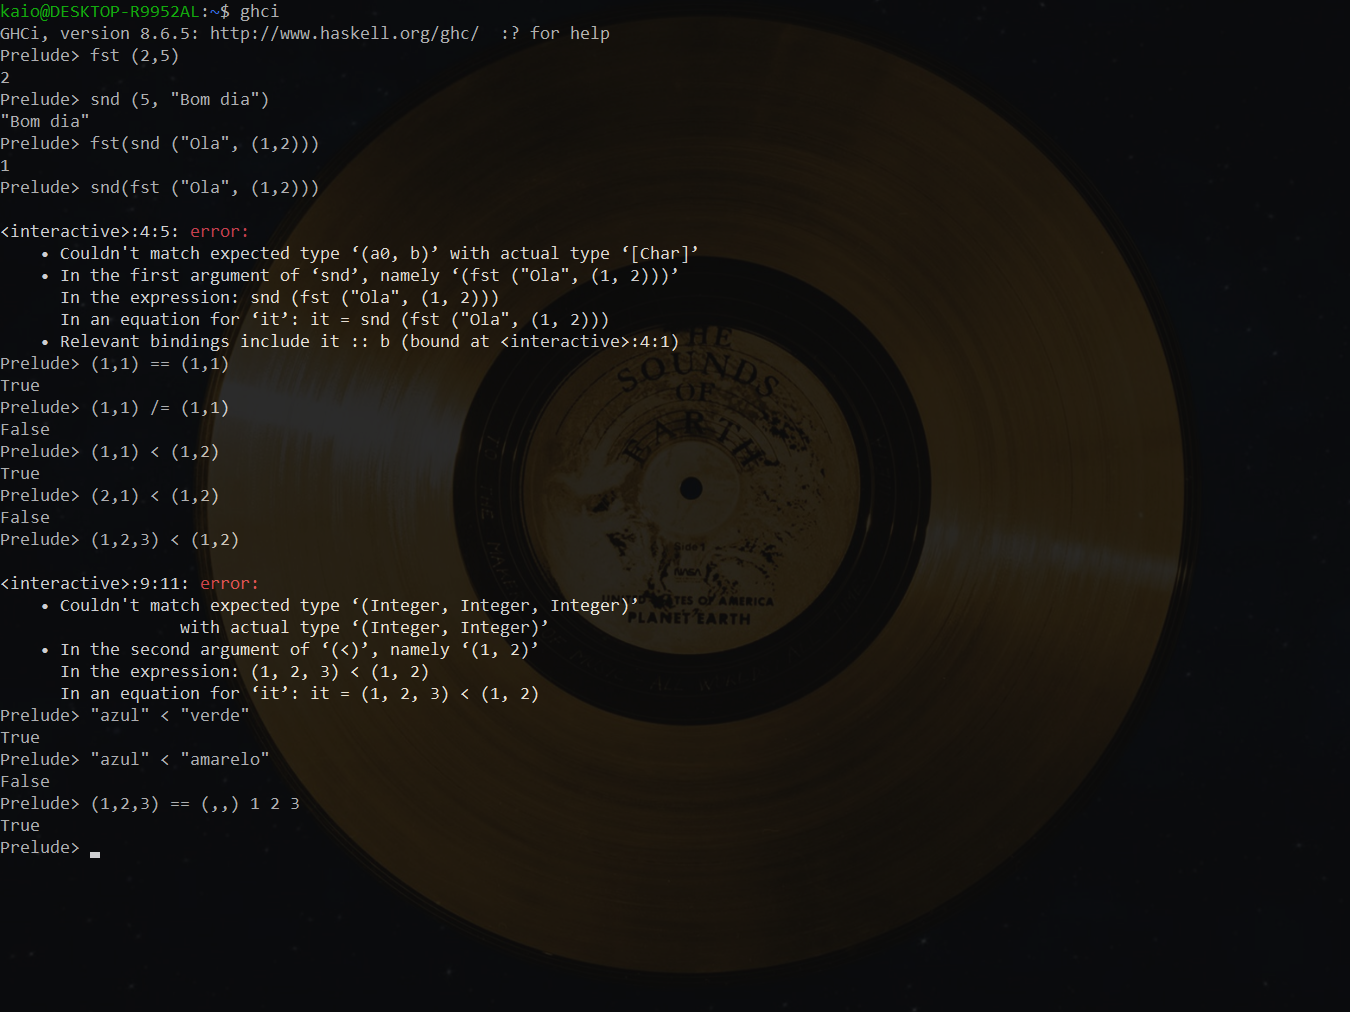 kaio@DESKTOP-R9952AL:~$ ghci
GHCi, version 8.6.5: http://www.haskell.org/ghc/  :? for help
Prelude> fst (2,5)
2
Prelude> snd (5, "Bom dia")
"Bom dia"
Prelude> fst(snd ("Ola", (1,2)))
1
Prelude> snd(fst ("Ola", (1,2)))

<interactive>:4:5: error:
    • Couldn't match expected type ‘(a0, b)’ with actual type ‘[Char]’
    • In the first argument of ‘snd’, namely ‘(fst ("Ola", (1, 2)))’
      In the expression: snd (fst ("Ola", (1, 2)))
      In an equation for ‘it’: it = snd (fst ("Ola", (1, 2)))
    • Relevant bindings include it :: b (bound at <interactive>:4:1)
Prelude> (1,1) == (1,1)
True
Prelude> (1,1) /= (1,1)
False
Prelude> (1,1) < (1,2)
True
Prelude> (2,1) < (1,2)
False
Prelude> (1,2,3) < (1,2)

<interactive>:9:11: error:
    • Couldn't match expected type ‘(Integer, Integer, Integer)’
                  with actual type ‘(Integer, Integer)’
    • In the second argument of ‘(<)’, namely ‘(1, 2)’
      In the expression: (1, 2, 3) < (1, 2)
      In an equation for ‘it’: it = (1, 2, 3) < (1, 2)
Prelude> "azul" < "verde"
True
Prelude> "azul" < "amarelo"
False
Prelude> (1,2,3) == (,,) 1 2 3
True
Prelude>
THE
SOUNDS
OF
EARTH
Side 1
NASA
UNITED STATES OF AMERICA
PLANET EARTH